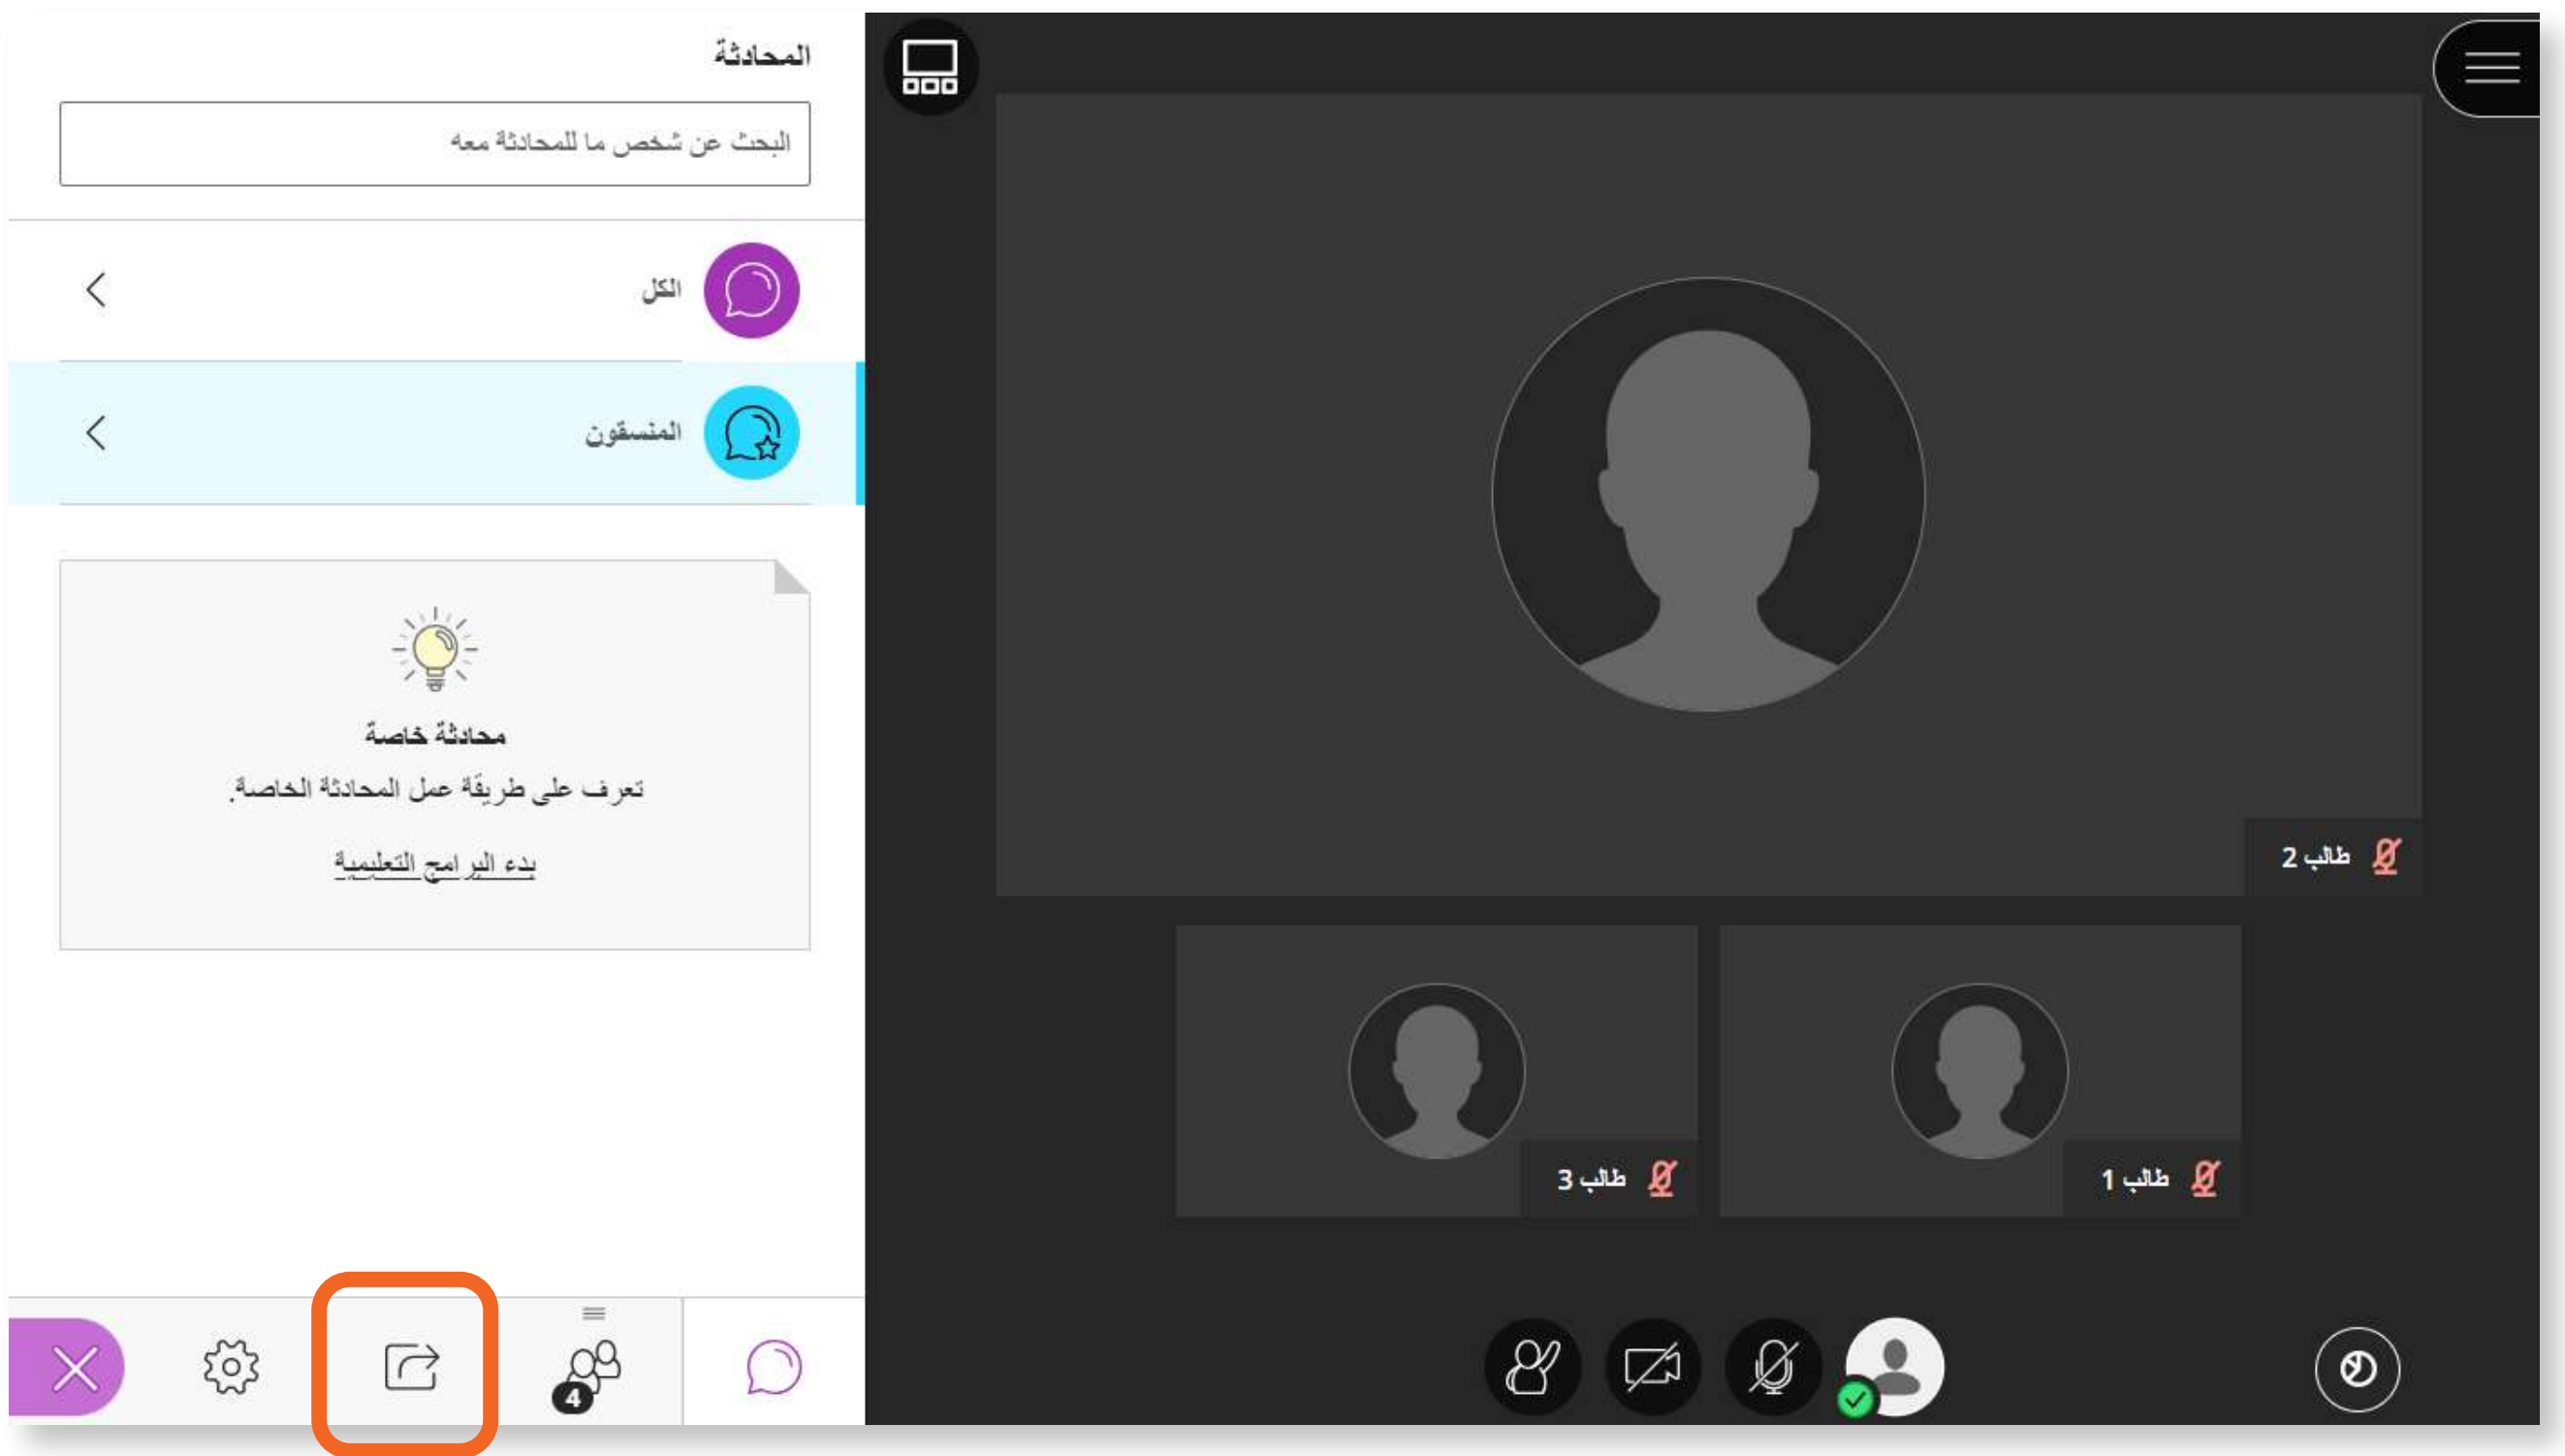 المحادثة
البحث عن شخص ما للمحادثة معه
الكل
المنسقون
محادثة خاصة
تعرف على طريقة عمل المحادثة الخاصة.
بدء البرامج التعليمية
4
طالب 2
طالب 1
طالب 3